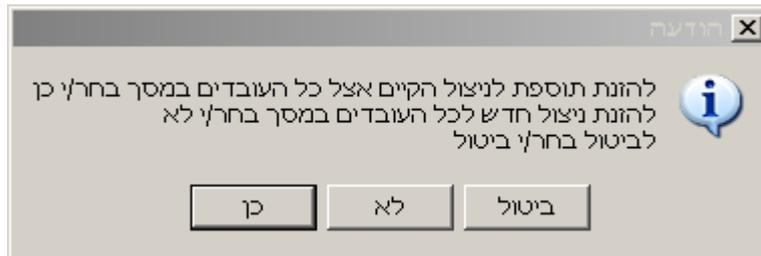 הודעה
להזנת תוספת לניצול הקיים אצל כל העובדים במסך בחר/י כן
להזנת ניצול חדש לכל העובדים במסך בחר/י לא
לביטול בחר/י ביטול
ביטול
לא
כן